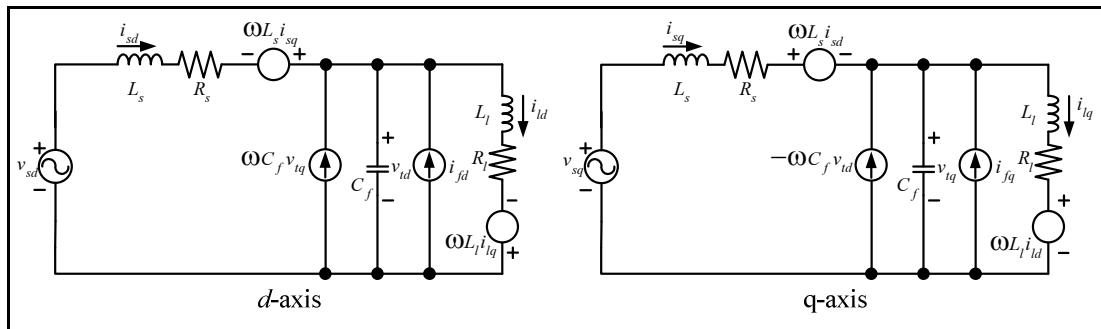 i_sd
ωL_s i_sq
− +
L_s
R_s
+
v_sd
−
ωC_f v_tq
+
v_td
−
C_f
i_fd
L_l
i_ld
R_l
−
ωL_l i_lq
+
d-axis
i_sq
ωL_s i_sd
+ −
L_s
R_s
+
v_sq
−
−ωC_f v_td
+
v_tq
−
C_f
i_fq
L_l
i_lq
R_l
+
ωL_l i_ld
−
q-axis